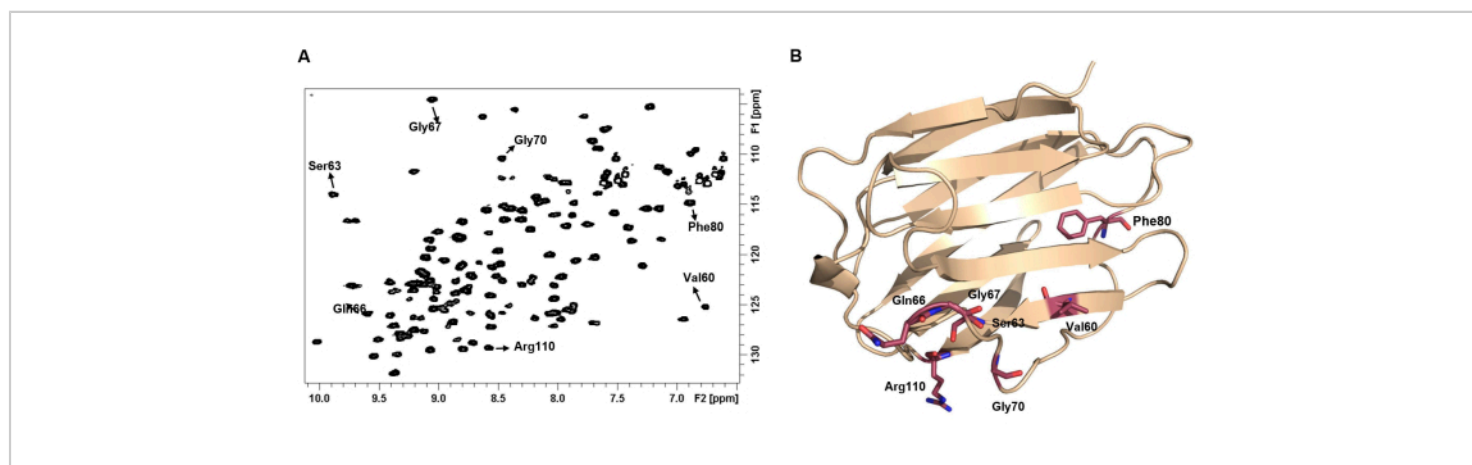 A
Gly67
Gly70
Ser63
Phe80
Val60
Gln66
Arg110
110
115
120
125
130
F1 [ppm]
10.0 9.5 9.0 8.5 8.0 7.5 7.0 F2 [ppm]
B
Phe80
Gln66
Gly67
Ser63
Val60
Arg110
Gly70